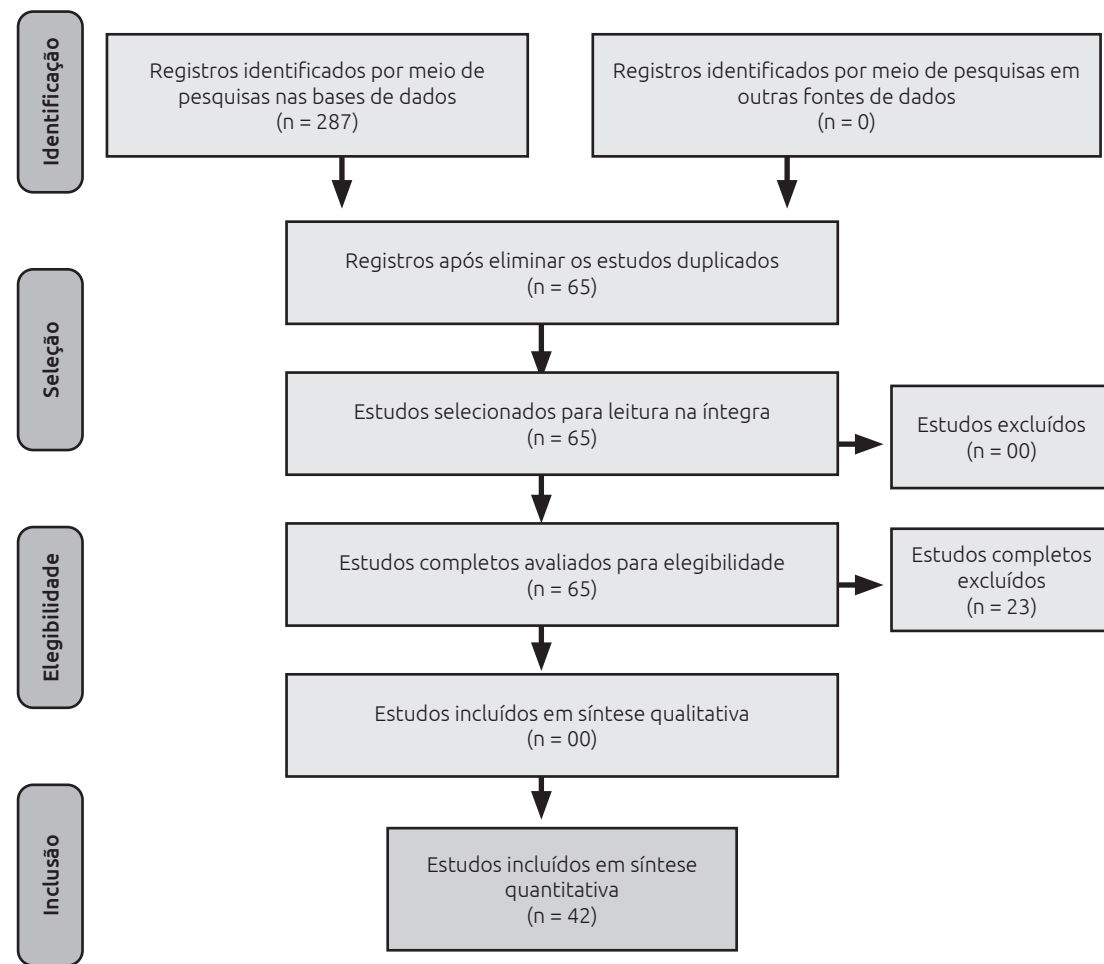 Identificação
Registros identificados por meio de
pesquisas nas bases de dados
(n = 287)
Registros identificados por meio de pesquisas em
outras fontes de dados
(n = 0)
Registros após eliminar os estudos duplicados
(n = 65)
Seleção
Estudos selecionados para leitura na íntegra
(n = 65)
Estudos excluídos
(n = 00)
Elegibilidade
Estudos completos avaliados para elegibilidade
(n = 65)
Estudos completos
excluídos
(n = 23)
Estudos incluídos em síntese qualitativa
(n = 00)
Inclusão
Estudos incluídos em síntese
quantitativa
(n = 42)